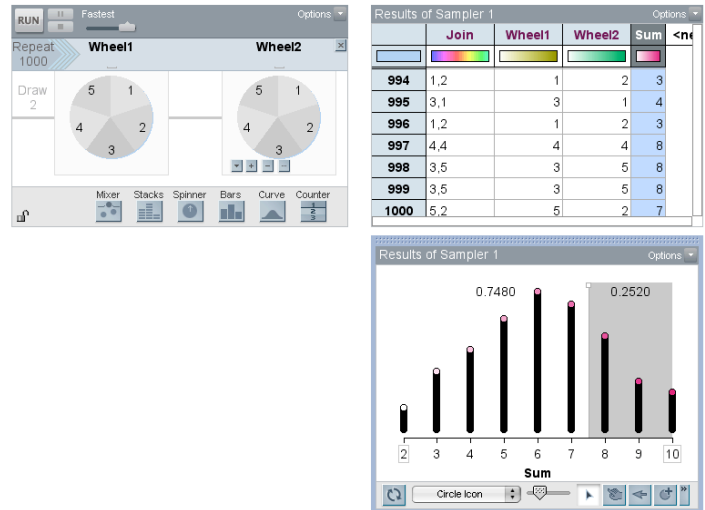 RUN Fastest Options
Repeat 1000 Wheel1 Wheel2
Draw 2
5 1 4 2 3
5 1 4 2 3
Mixer Stacks Spinner Bars Curve Counter
1 2 3
Results of Sampler 1 Options
Join Wheel1 Wheel2 Sum <ne
994 1,2 1 2 3
995 3,1 3 1 4
996 1,2 1 2 3
997 4,4 4 4 8
998 3,5 3 5 8
999 3,5 3 5 8
1000 5,2 5 2 7
Results of Sampler 1 Options
0.7480 0.2520
2 3 4 5 6 7 8 9 10
Sum
Circle Icon